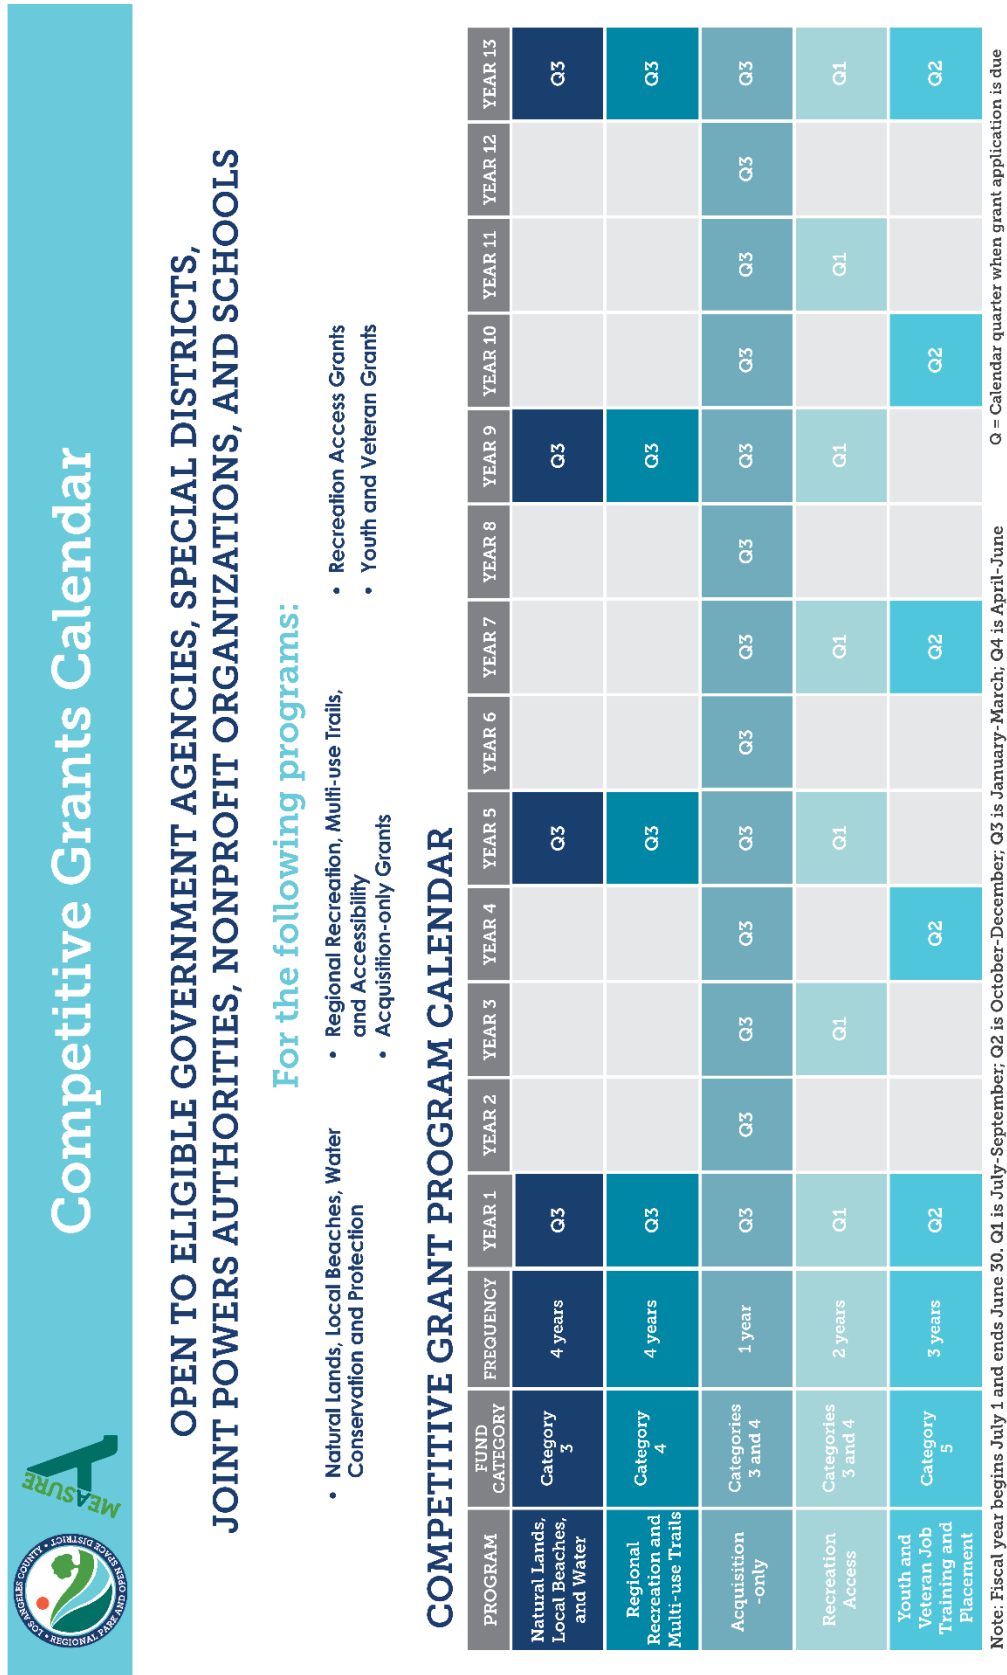 LOS ANGELES COUNTY • REGIONAL PARK AND OPEN SPACE DISTRICT •
MEASURE
A
Competitive Grants Calendar
OPEN TO ELIGIBLE GOVERNMENT AGENCIES, SPECIAL DISTRICTS,
JOINT POWERS AUTHORITIES, NONPROFIT ORGANIZATIONS, AND SCHOOLS
For the following programs:
• Natural Lands, Local Beaches, Water
Conservation and Protection
• Regional Recreation, Multi-use Trails,
and Accessibility
• Acquisition-only Grants
• Recreation Access Grants
• Youth and Veteran Grants
COMPETITIVE GRANT PROGRAM CALENDAR
PROGRAM FUND CATEGORY FREQUENCY YEAR 1 YEAR 2 YEAR 3 YEAR 4 YEAR 5 YEAR 6 YEAR 7 YEAR 8 YEAR 9 YEAR 10 YEAR 11 YEAR 12 YEAR 13
Natural Lands, Local Beaches, and Water Category 3 4 years Q3 Q3 Q3 Q3
Regional Recreation and Multi-use Trails Category 4 4 years Q3 Q3 Q3 Q3
Acquisition -only Categories 3 and 4 1 year Q3 Q3 Q3 Q3 Q3 Q3 Q3 Q3 Q3 Q3 Q3 Q3 Q3
Recreation Access Categories 3 and 4 2 years Q1 Q1 Q1 Q1 Q1 Q1 Q1
Youth and Veteran Job Training and Placement Category 5 3 years Q2 Q2 Q2 Q2 Q2
Note: Fiscal year begins July 1 and ends June 30. Q1 is July-September; Q2 is October-December; Q3 is January-March; Q4 is April-June
Q = Calendar quarter when grant application is due